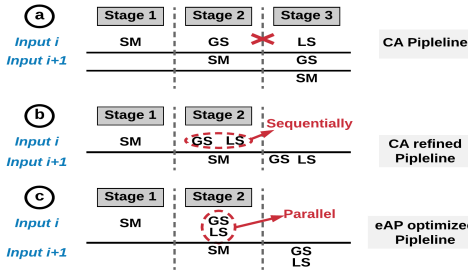 a Stage 1 Stage 2 Stage 3
Input i SM GS LS CA Pipleline
Input i+1 SM GS
SM
b Stage 1 Stage 2
Sequentially
Input i SM GS LS CA refined
Input i+1 SM GS LS Pipleline
c Stage 1 Stage 2
Parallel
Input i SM GS eAP optimized
LS Pipleline
Input i+1 SM GS
LS